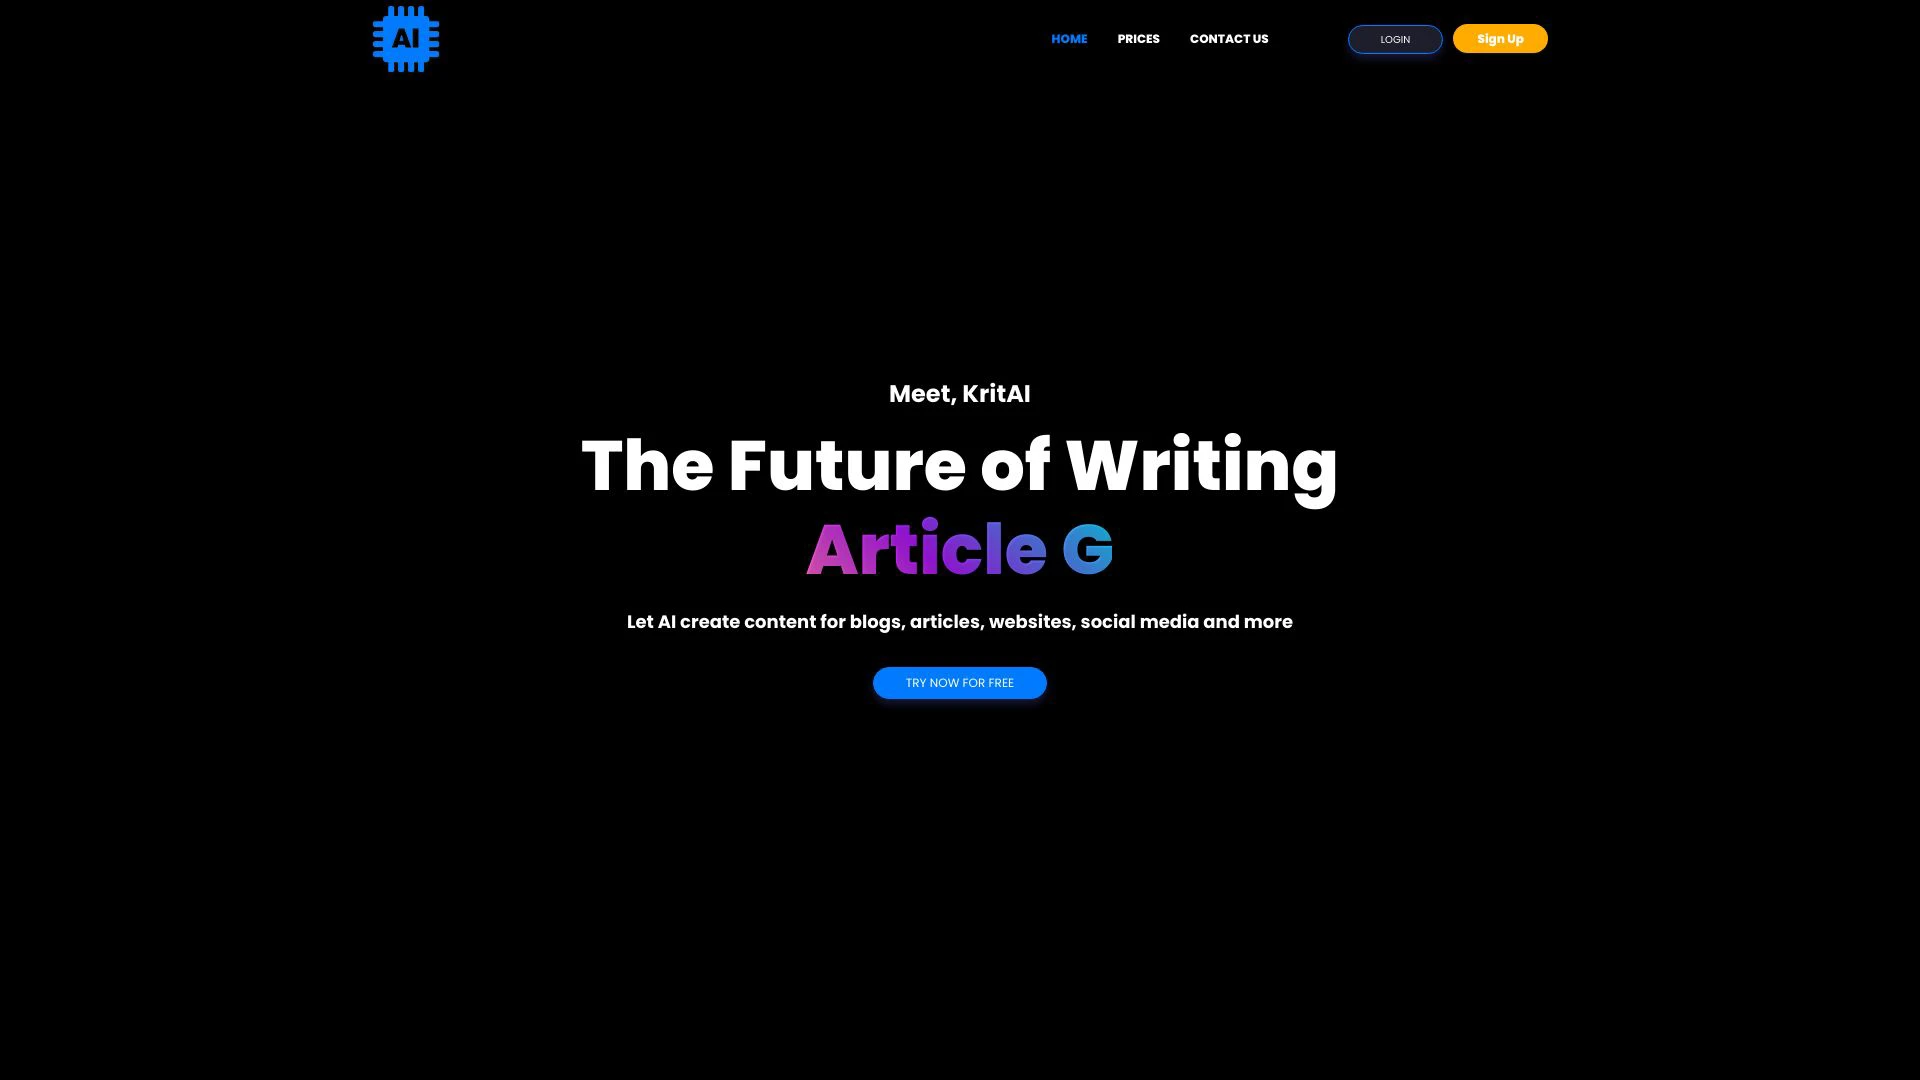 AI
HOME PRICES CONTACT US LOGIN Sign Up
Meet, KritAI
The Future of Writing
Article G
Let AI create content for blogs, articles, websites, social media and more
TRY NOW FOR FREE